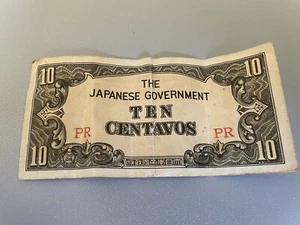 10 10
THE
JAPANESE GOVERNMENT
TEN
PR PR
CENTAVOS
10 10